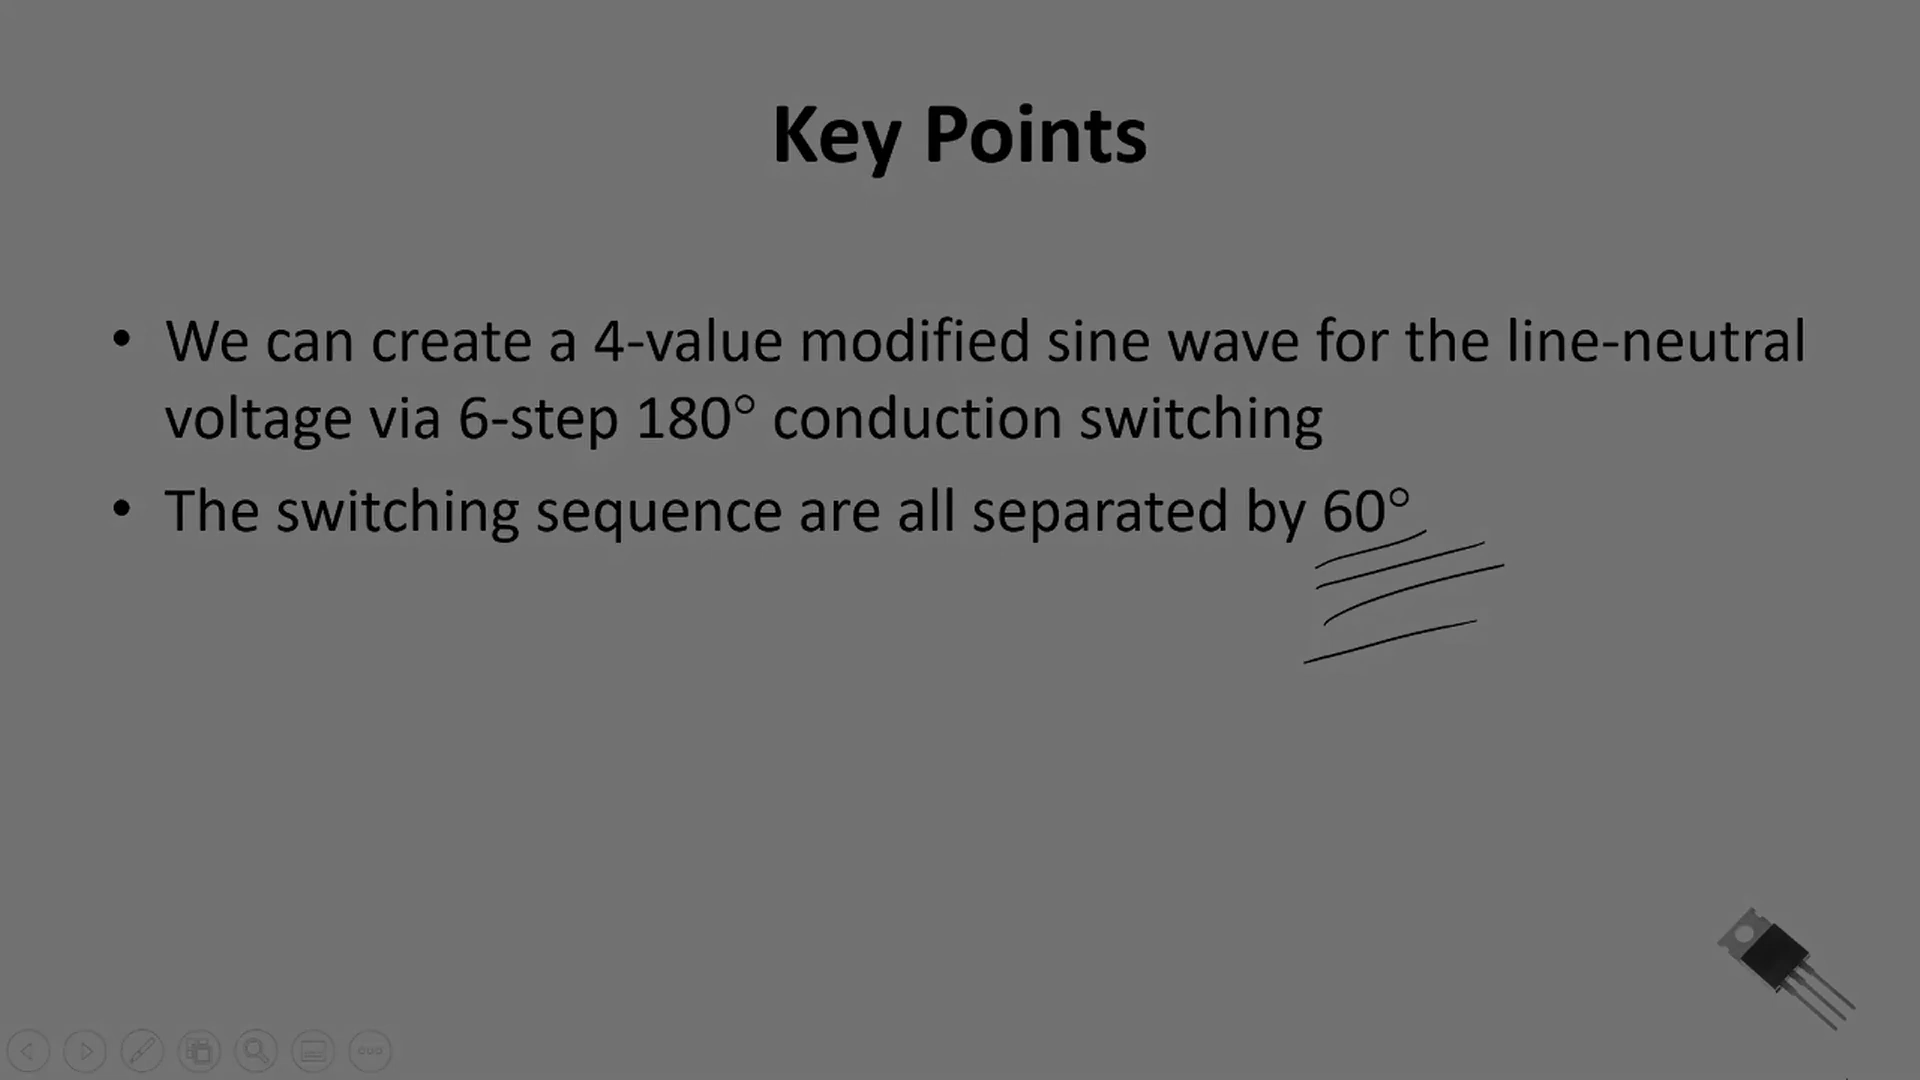 Key Points
• We can create a 4-value modified sine wave for the line-neutral
voltage via 6-step 180° conduction switching
• The switching sequence are all separated by 60°